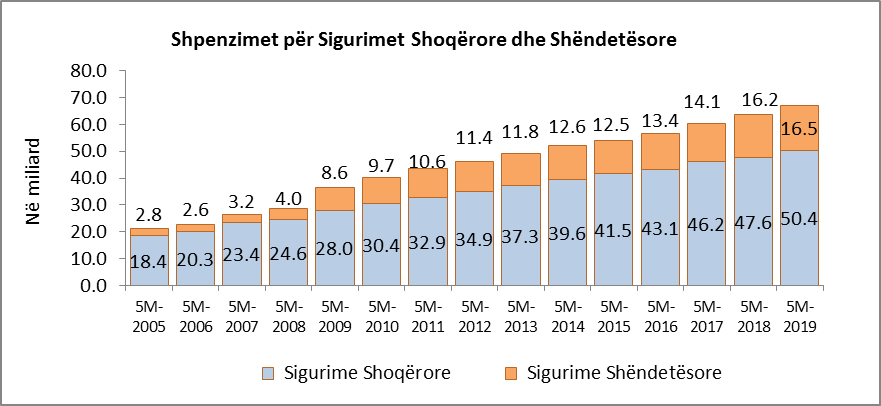 Shpenzimet për Sigurimet Shoqërore dhe Shëndetësore
Në miliard
80.0
70.0
60.0
50.0
40.0
30.0
20.0
10.0
0.0
2.8 2.6 3.2 4.0 8.6 9.7 10.6 11.4 11.8 12.6 12.5 13.4 14.1 16.2 16.5
18.4 20.3 23.4 24.6 28.0 30.4 32.9 34.9 37.3 39.6 41.5 43.1 46.2 47.6 50.4
5M- 5M- 5M- 5M- 5M- 5M- 5M- 5M- 5M- 5M- 5M- 5M- 5M- 5M- 5M-
2005 2006 2007 2008 2009 2010 2011 2012 2013 2014 2015 2016 2017 2018 2019
Sigurime Shoqërore Sigurime Shëndetësore